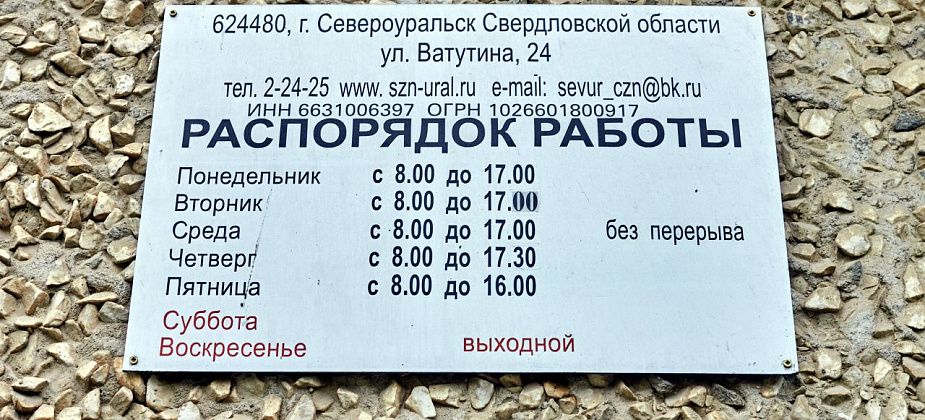 624480, г. Североуральск Свердловской области
ул. Ватутина, 24
тел. 2-24-25 www. szn-ural.ru e-mail: sevur_czn@bk.ru
ИНН 6631006397 ОГРН 1026601800917
РАСПОРЯДОК РАБОТЫ
Понедельник с 8.00 до 17.00
Вторник с 8.00 до 17.00
Среда с 8.00 до 17.00 без перерыва
Четверг с 8.00 до 17.30
Пятница с 8.00 до 16.00
Суббота
Воскресенье выходной